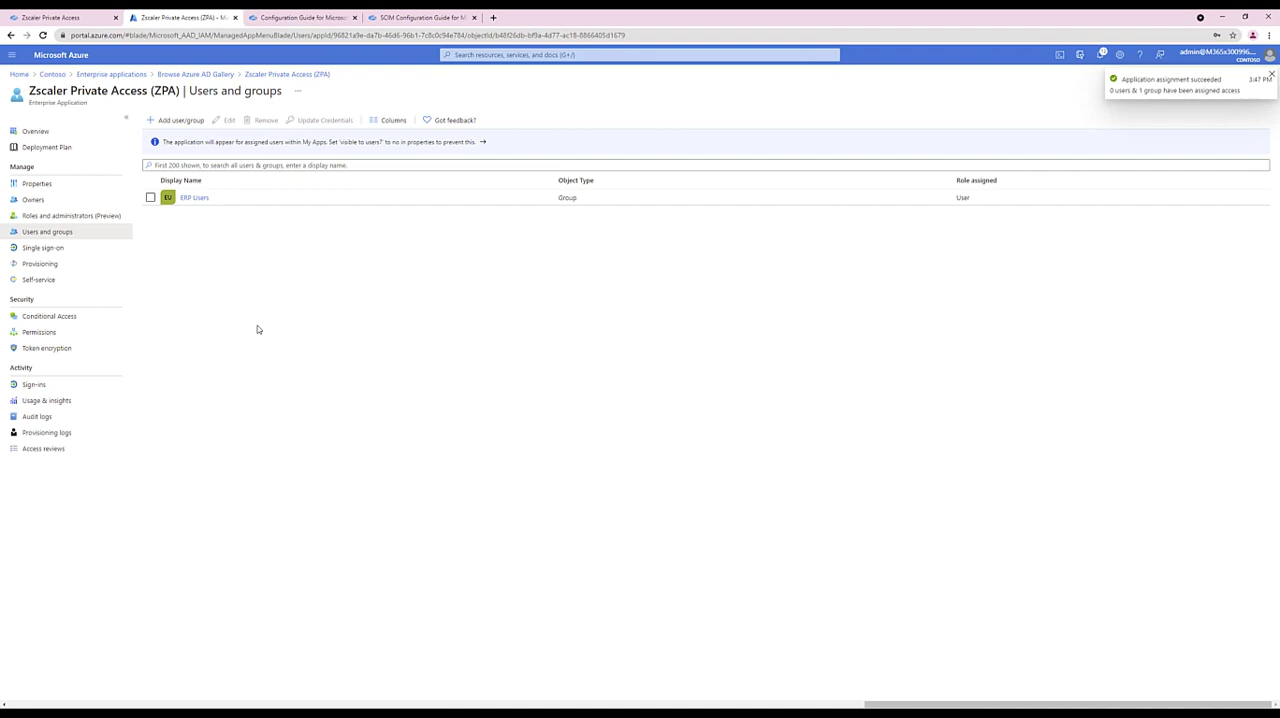 Zscaler Private Access
Zscaler Private Access (ZPA) - M
Configuration Guide for Microsof
SCIM Configuration Guide for M
portal.azure.com/#blade/Microsoft_AAD_IAM/ManagedAppMenuBlade/Users/appId/96821a9e-da7b-46d6-96b1-7c8c0c94e784/objectId/b48f26db-bf9a-4d77-ac18-8866405d1679
Microsoft Azure
Search resources, services, and docs (G+/)
admin@M365x300996....
CONTOSO
Home > Contoso > Enterprise applications > Browse Azure AD Gallery > Zscaler Private Access (ZPA)
Zscaler Private Access (ZPA) | Users and groups ...
Enterprise Application
Application assignment succeeded 3:47 PM
0 users & 1 group have been assigned access
Overview
Deployment Plan
Manage
Properties
Owners
Roles and administrators (Preview)
Users and groups
Single sign-on
Provisioning
Self-service
Security
Conditional Access
Permissions
Token encryption
Activity
Sign-ins
Usage & insights
Audit logs
Provisioning logs
Access reviews
Add user/group Edit Remove Update Credentials Columns Got feedback?
The application will appear for assigned users within My Apps. Set 'visible to users?' to no in properties to prevent this. →
First 200 shown, to search all users & groups, enter a display name.
Display Name Object Type Role assigned
EU ERP Users Group User